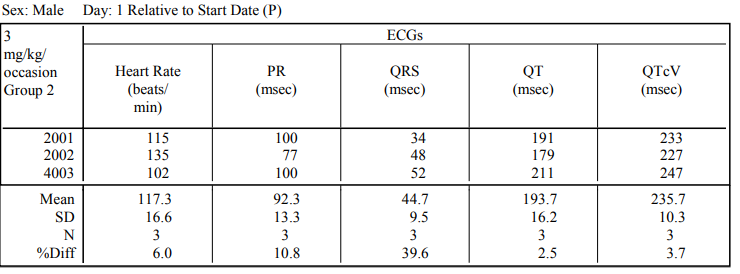 Sex: Male Day: 1 Relative to Start Date (P)
3 mg/kg/occasion Group 2
ECGs
Heart Rate (beats/min) PR (msec) QRS (msec) QT (msec) QTcV (msec)
2001 115 100 34 191 233
2002 135 77 48 179 227
4003 102 100 52 211 247
Mean 117.3 92.3 44.7 193.7 235.7
SD 16.6 13.3 9.5 16.2 10.3
N 3 3 3 3 3
%Diff 6.0 10.8 39.6 2.5 3.7